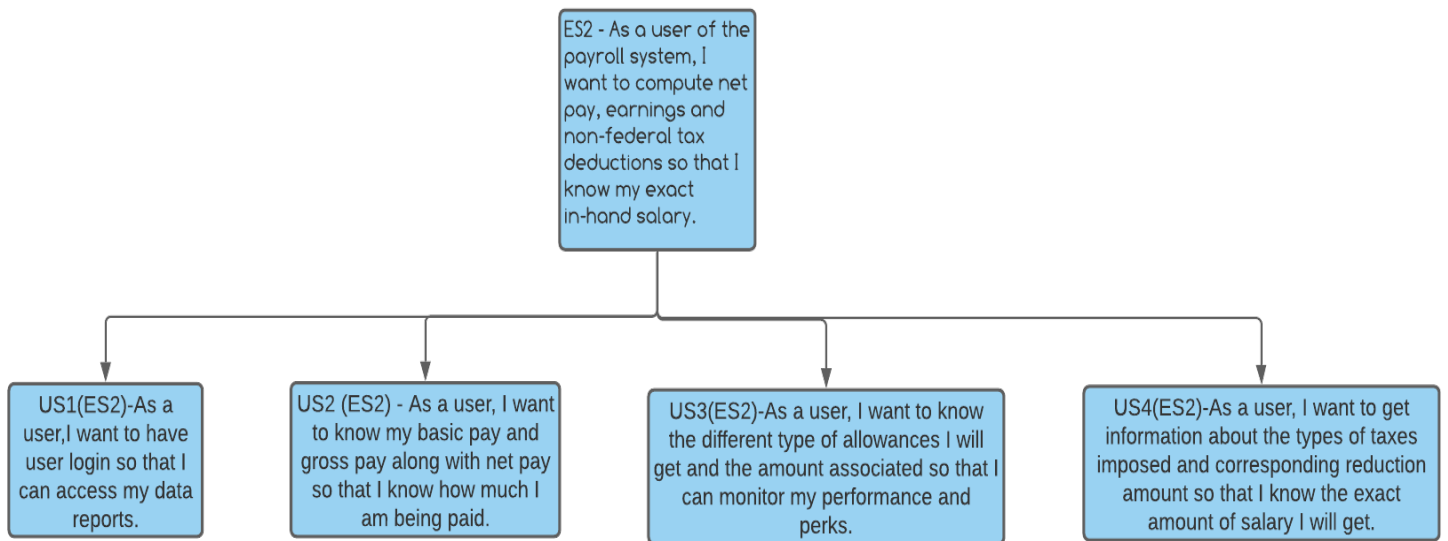 ES2 - As a user of the
payroll system, I
want to compute net
pay, earnings and
non-federal tax
deductions so that I
know my exact
in-hand salary.
US1(ES2)-As a
user,I want to have
user login so that I
can access my data
reports.
US2 (ES2) - As a user, I want
to know my basic pay and
gross pay along with net pay
so that I know how much I
am being paid.
US3(ES2)-As a user, I want to know
the different type of allowances I will
get and the amount associated so that I
can monitor my performance and
perks.
US4(ES2)-As a user, I want to get
information about the types of taxes
imposed and corresponding reduction
amount so that I know the exact
amount of salary I will get.